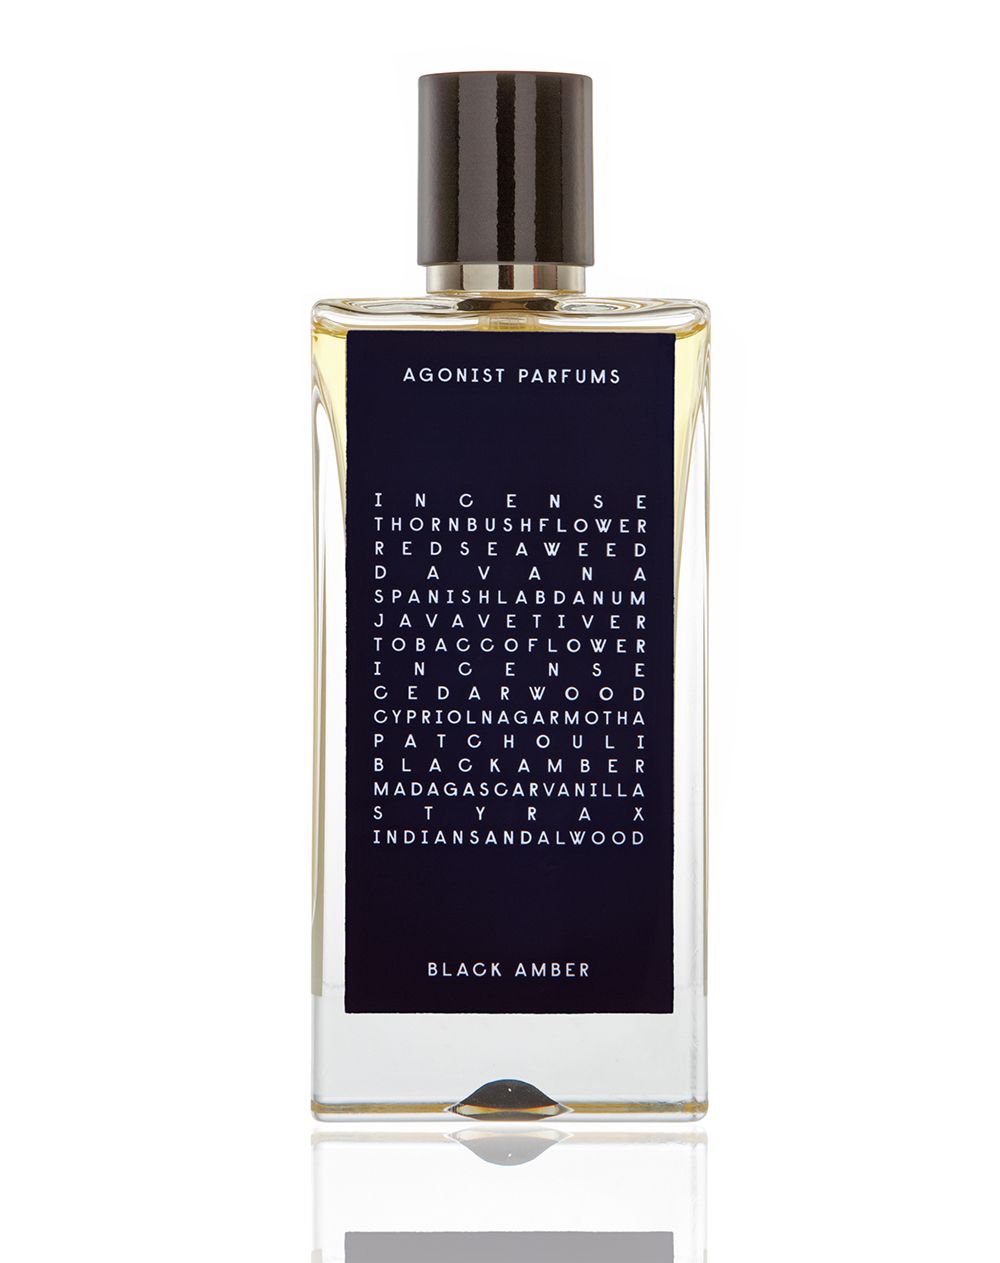 AGONIST PARFUMS
INCENSE
THORNBUSHFLOWER
REDSEAWEED
DAVANA
SPANISHLABDANUM
JAVAVETIVER
TOBACCOFLOWER
INCENSE
CEDARWOOD
CYPRIOLNAGARMOTHA
PATCHOULI
BLACKAMBER
MADAGASCARVANILLA
STYRAX
INDIANSANDALWOOD
BLACK AMBER